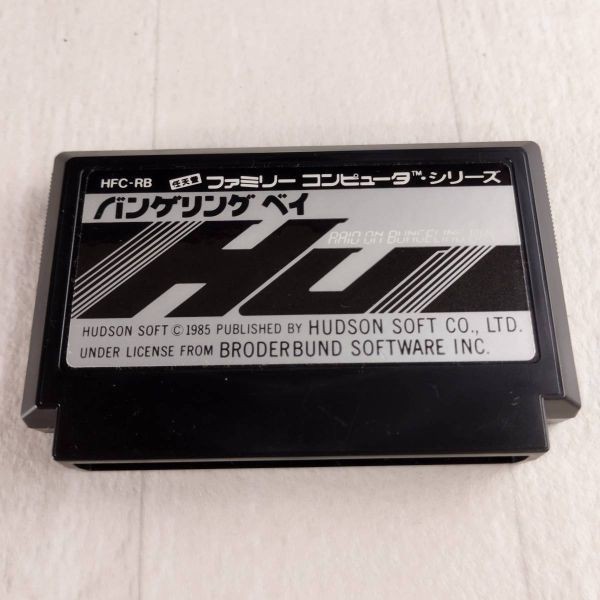 HFC-RB 任天堂 ファミリー コンピュータ™・シリーズ
バンゲリング ベイ
RAID ON BUNGELING BAY
HU
HUDSON SOFT © 1985 PUBLISHED BY HUDSON SOFT CO., LTD.
UNDER LICENSE FROM BRODERBUND SOFTWARE INC.